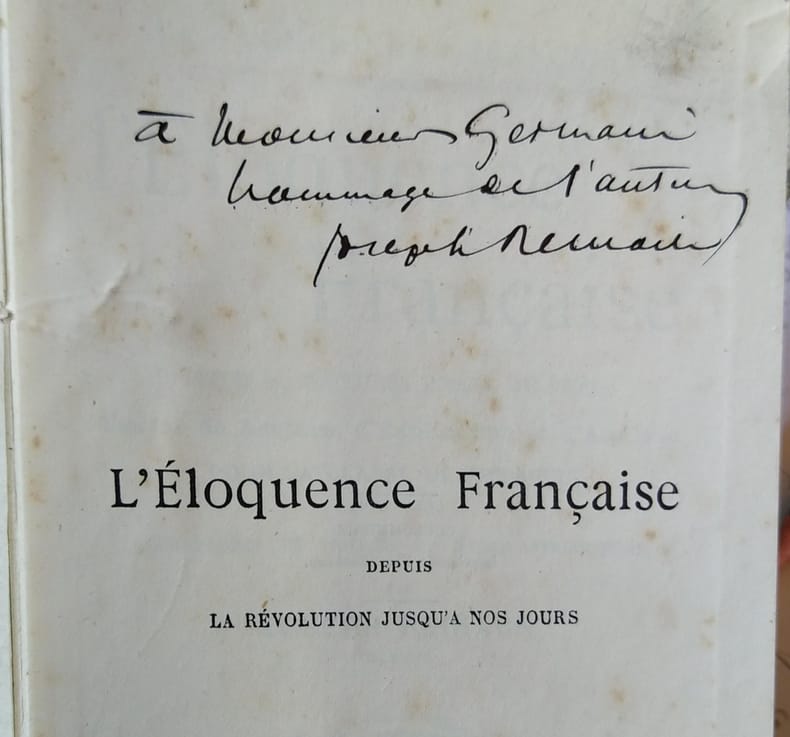 à Monsieur Germain
hommage de l'auteur
Joseph Reinach
L'Éloquence Française
DEPUIS
LA RÉVOLUTION JUSQU'A NOS JOURS